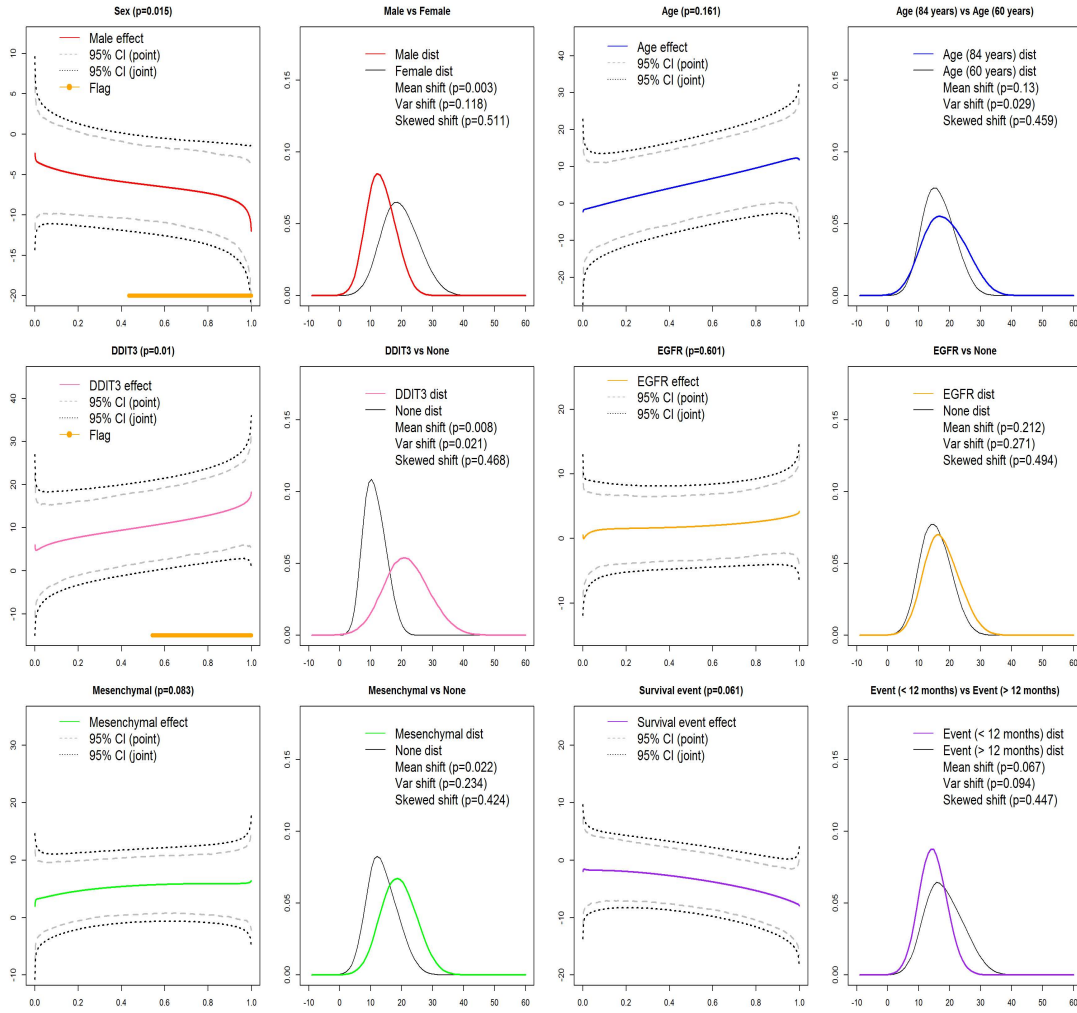 Sex (p=0.015)
Male effect
95% CI (point)
95% CI (joint)
Flag
10
5
0
-5
-10
-15
-20
0.0 0.2 0.4 0.6 0.8 1.0
Male vs Female
Male dist
Female dist
Mean shift (p=0.003)
Var shift (p=0.118)
Skewed shift (p=0.511)
0.15
0.10
0.05
0.00
-10 0 10 20 30 40 50 60
Age (p=0.161)
Age effect
95% CI (point)
95% CI (joint)
40
30
20
10
0
-10
-20
0.0 0.2 0.4 0.6 0.8 1.0
Age (84 years) vs Age (60 years)
Age (84 years) dist
Age (60 years) dist
Mean shift (p=0.13)
Var shift (p=0.029)
Skewed shift (p=0.459)
0.15
0.10
0.05
0.00
-10 0 10 20 30 40 50 60
DDIT3 (p=0.01)
DDIT3 effect
95% CI (point)
95% CI (joint)
Flag
40
30
20
10
0
-10
0.0 0.2 0.4 0.6 0.8 1.0
DDIT3 vs None
DDIT3 dist
None dist
Mean shift (p=0.008)
Var shift (p=0.021)
Skewed shift (p=0.468)
0.15
0.10
0.05
0.00
-10 0 10 20 30 40 50 60
EGFR (p=0.601)
EGFR effect
95% CI (point)
95% CI (joint)
20
10
0
-10
0.0 0.2 0.4 0.6 0.8 1.0
EGFR vs None
EGFR dist
None dist
Mean shift (p=0.212)
Var shift (p=0.271)
Skewed shift (p=0.494)
0.15
0.10
0.05
0.00
-10 0 10 20 30 40 50 60
Mesenchymal (p=0.083)
Mesenchymal effect
95% CI (point)
95% CI (joint)
30
20
10
0
-10
0.0 0.2 0.4 0.6 0.8 1.0
Mesenchymal vs None
Mesenchymal dist
None dist
Mean shift (p=0.022)
Var shift (p=0.234)
Skewed shift (p=0.424)
0.15
0.10
0.05
0.00
-10 0 10 20 30 40 50 60
Survival event (p=0.061)
Survival event effect
95% CI (point)
95% CI (joint)
20
10
0
-10
-20
0.0 0.2 0.4 0.6 0.8 1.0
Event (< 12 months) vs Event (> 12 months)
Event (< 12 months) dist
Event (> 12 months) dist
Mean shift (p=0.067)
Var shift (p=0.094)
Skewed shift (p=0.447)
0.15
0.10
0.05
0.00
-10 0 10 20 30 40 50 60